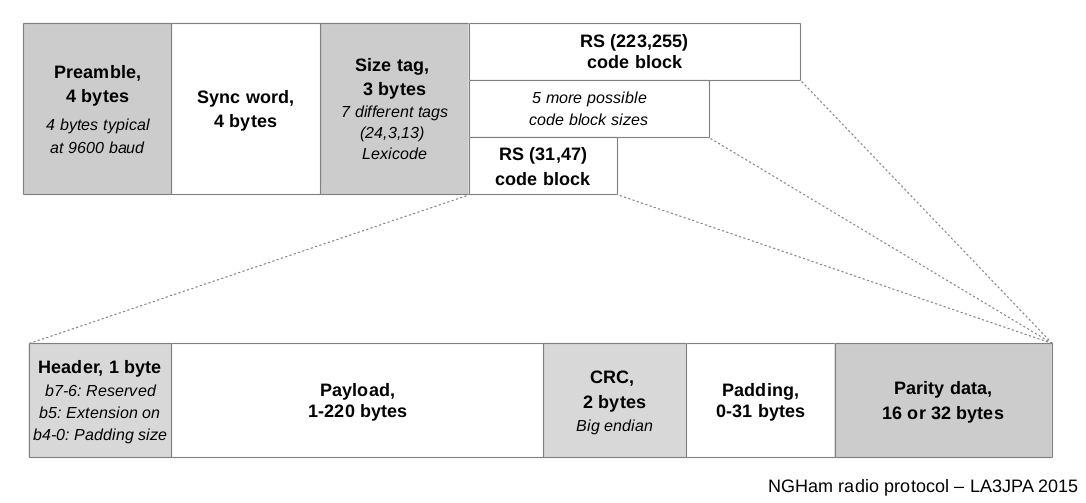 Preamble,
4 bytes
4 bytes typical
at 9600 baud
Sync word,
4 bytes
Size tag,
3 bytes
7 different tags
(24,3,13)
Lexicode
RS (223,255)
code block
5 more possible
code block sizes
RS (31,47)
code block
Header, 1 byte
b7-6: Reserved
b5: Extension on
b4-0: Padding size
Payload,
1-220 bytes
CRC,
2 bytes
Big endian
Padding,
0-31 bytes
Parity data,
16 or 32 bytes
NGHam radio protocol – LA3JPA 2015